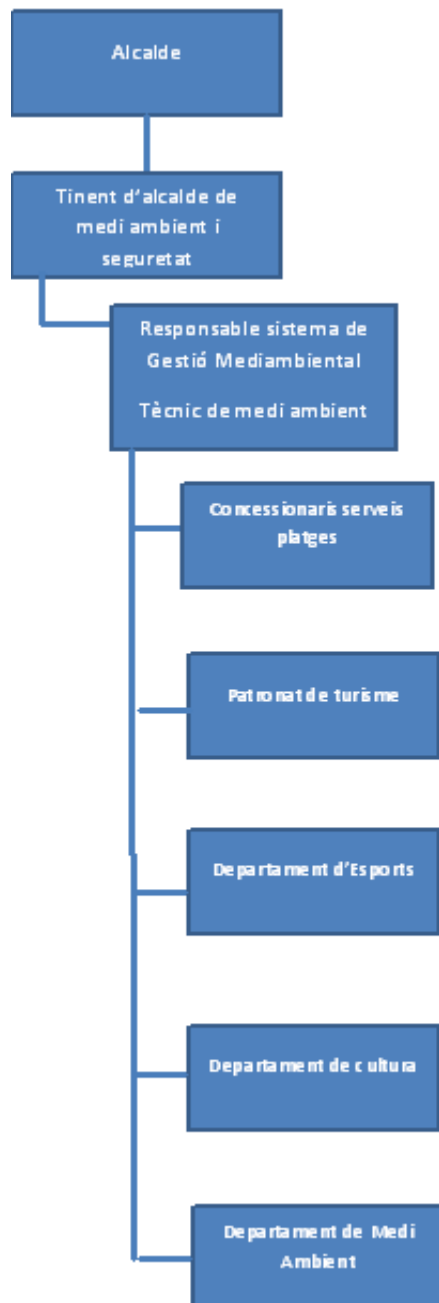 Alcalde
Tinent d'alcalde de
medi ambient i
seguretat
Responsable sistema de
Gestió Mediambiental
Tècnic de medi ambient
Concessionaris serveis
platges
Patronat de turisme
Departament d'Esports
Departament de cultura
Departament de Medi
Ambient